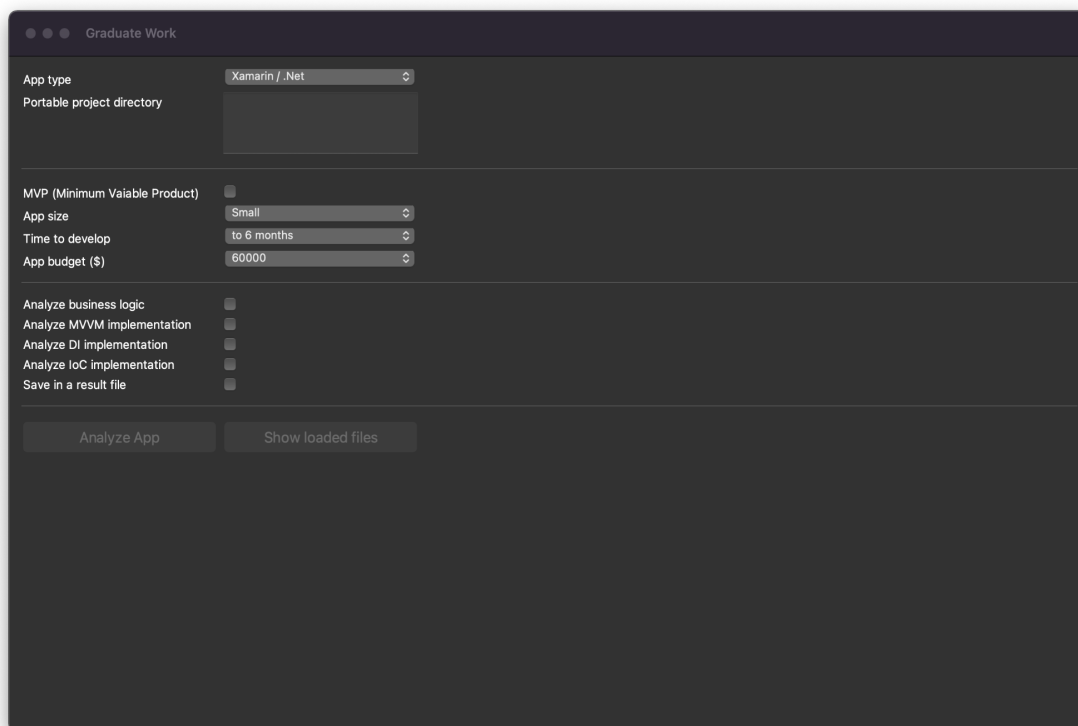 Graduate Work
App type
Xamarin / .Net
Portable project directory
MVP (Minimum Vaiable Product)
App size
Small
Time to develop
to 6 months
App budget ($)
60000
Analyze business logic
Analyze MVVM implementation
Analyze DI implementation
Analyze IoC implementation
Save in a result file
Analyze App
Show loaded files